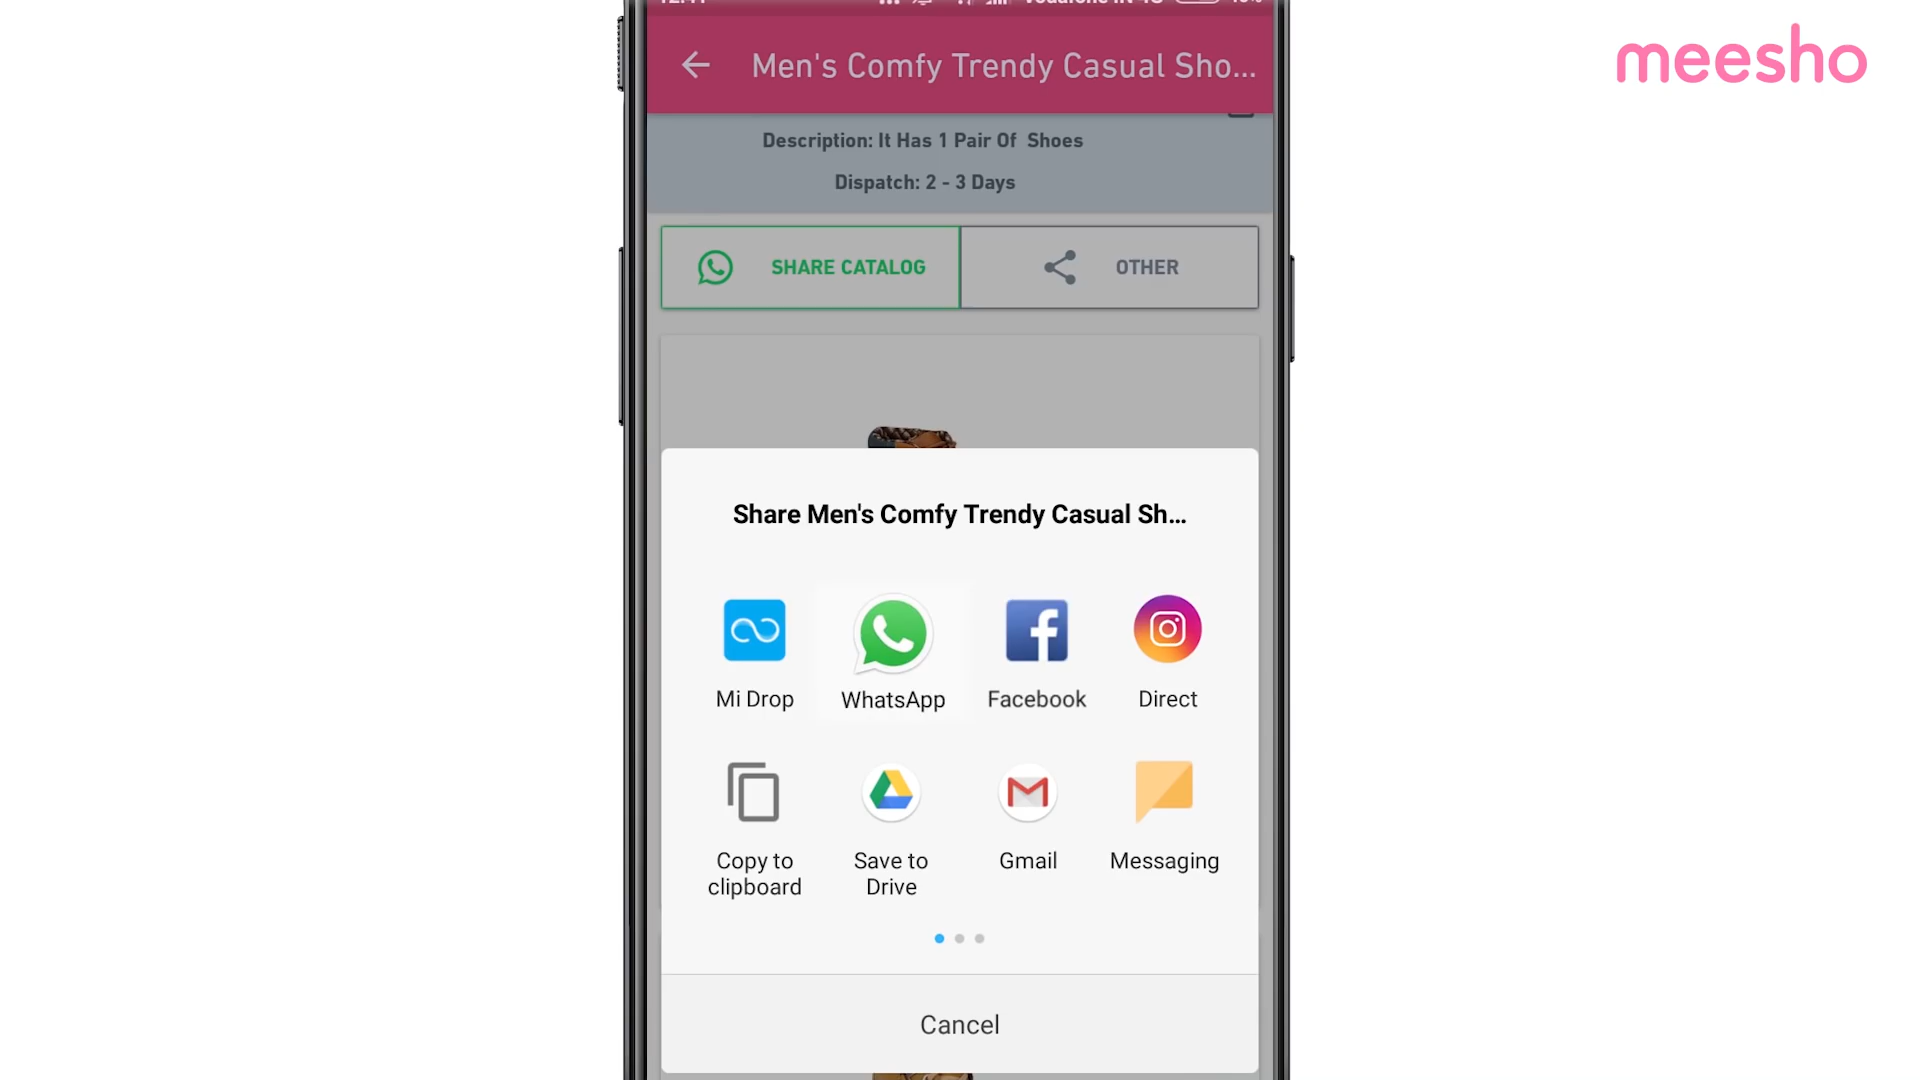 meesho
Men's Comfy Trendy Casual Sho...
Description: It Has 1 Pair Of Shoes
Dispatch: 2 - 3 Days
SHARE CATALOG
OTHER
Share Men's Comfy Trendy Casual Sh...
Mi Drop
WhatsApp
Facebook
Direct
Copy to
clipboard
Save to
Drive
Gmail
Messaging
Cancel